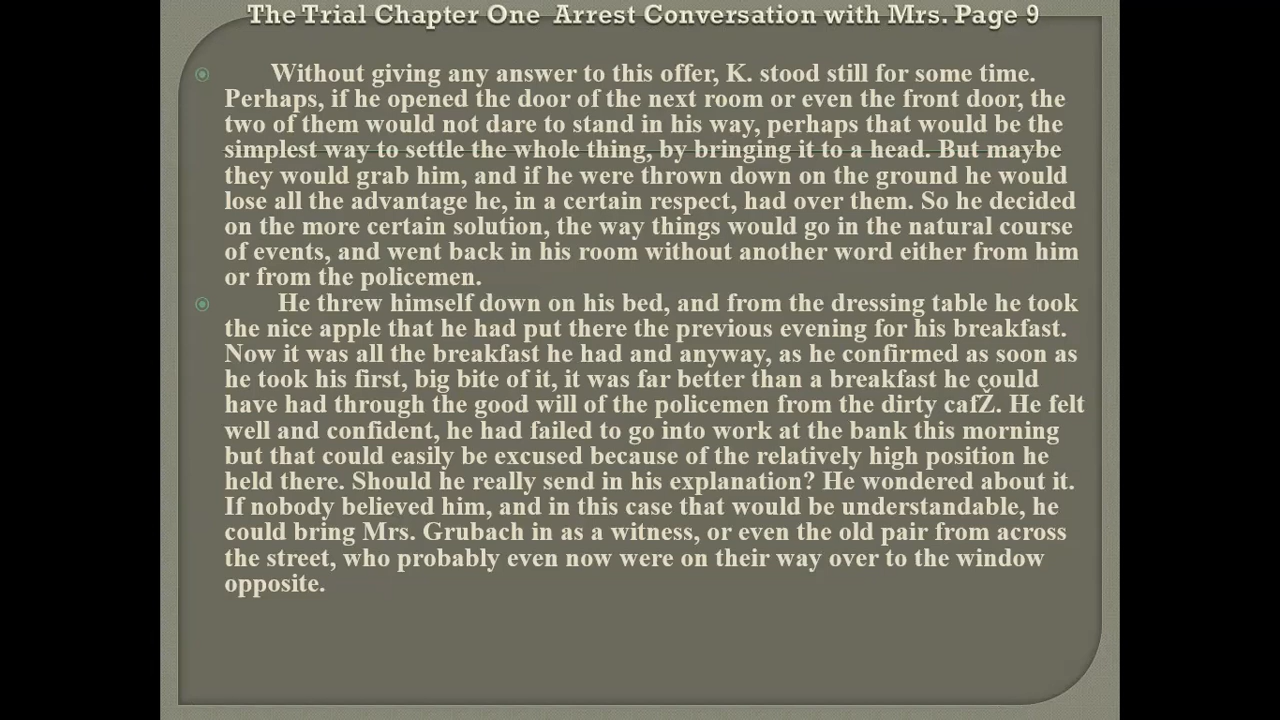 The Trial Chapter One Arrest Conversation with Mrs. Page 9
Without giving any answer to this offer, K. stood still for some time.
Perhaps, if he opened the door of the next room or even the front door, the
two of them would not dare to stand in his way, perhaps that would be the
simplest way to settle the whole thing, by bringing it to a head. But maybe
they would grab him, and if he were thrown down on the ground he would
lose all the advantage he, in a certain respect, had over them. So he decided
on the more certain solution, the way things would go in the natural course
of events, and went back in his room without another word either from him
or from the policemen.
He threw himself down on his bed, and from the dressing table he took
the nice apple that he had put there the previous evening for his breakfast.
Now it was all the breakfast he had and anyway, as he confirmed as soon as
he took his first, big bite of it, it was far better than a breakfast he could
have had through the good will of the policemen from the dirty cafŽ. He felt
well and confident, he had failed to go into work at the bank this morning
but that could easily be excused because of the relatively high position he
held there. Should he really send in his explanation? He wondered about it.
If nobody believed him, and in this case that would be understandable, he
could bring Mrs. Grubach in as a witness, or even the old pair from across
the street, who probably even now were on their way over to the window
opposite.